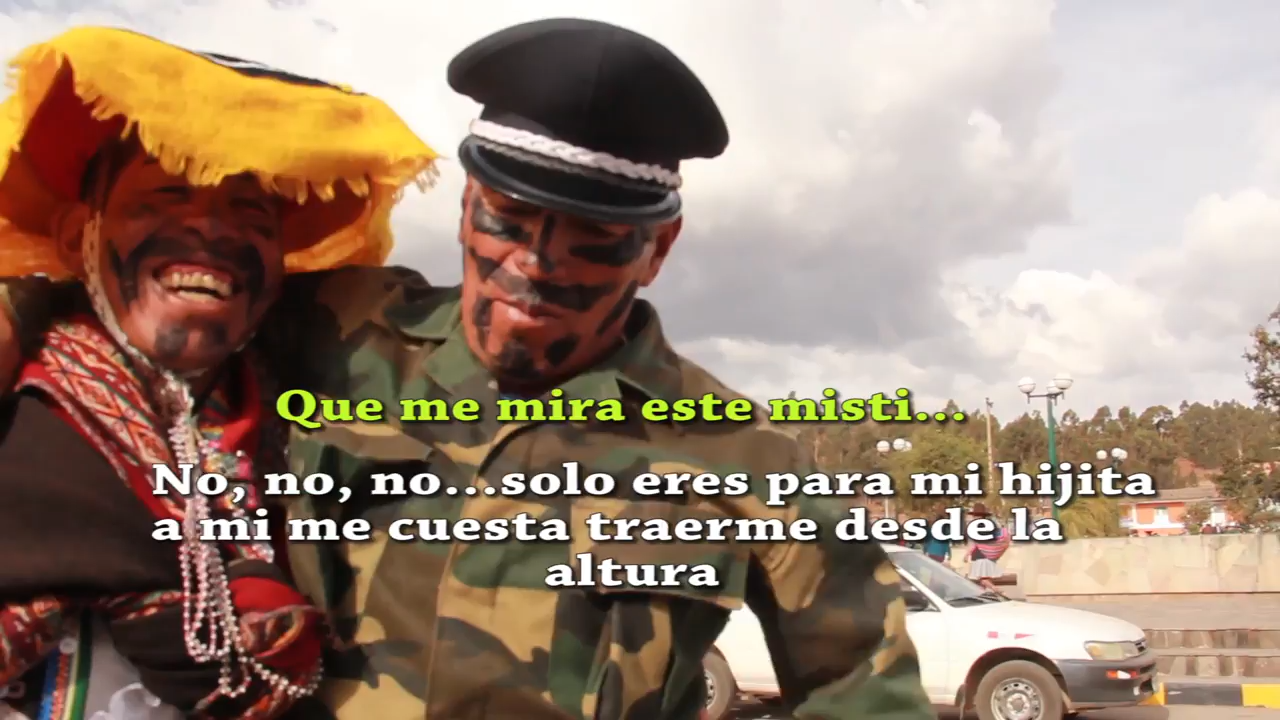 Que me mira este misti...
No, no, no...solo eres para mi hijita
a mi me cuesta traerme desde la
altura